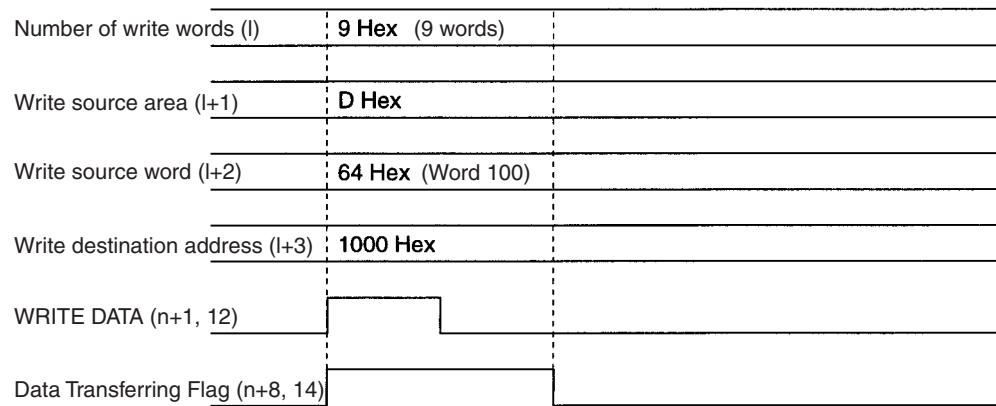 Number of write words (l) 9 Hex (9 words)
Write source area (l+1) D Hex
Write source word (l+2) 64 Hex (Word 100)
Write destination address (l+3) 1000 Hex
WRITE DATA (n+1, 12)
Data Transferring Flag (n+8, 14)